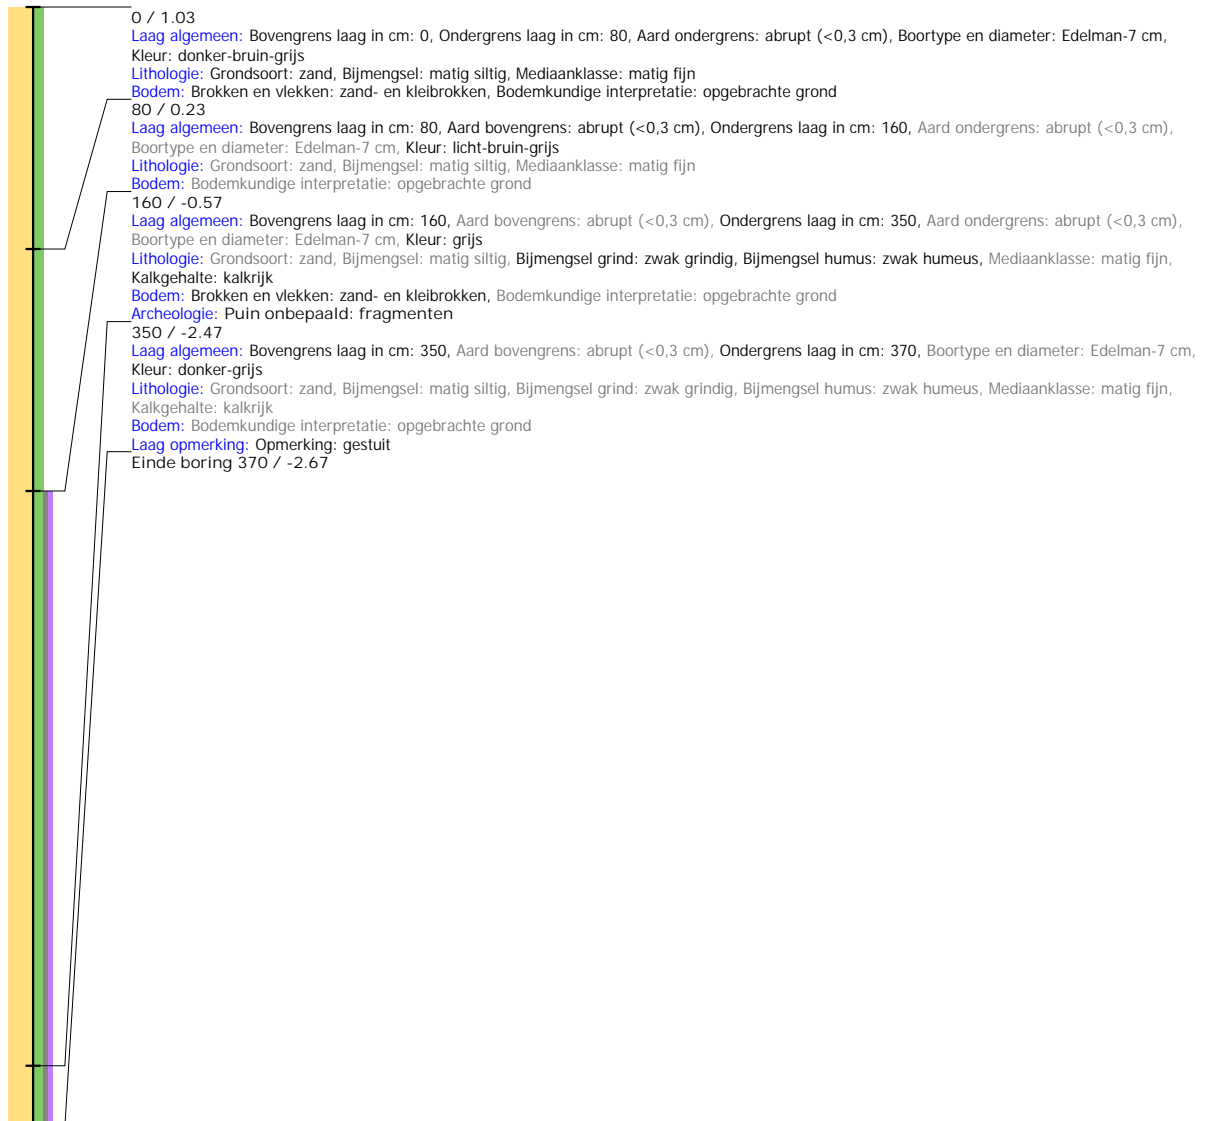 0 / 1.03
Laag algemeen: Bovengrens laag in cm: 0, Ondergrens laag in cm: 80, Aard ondergrens: abrupt (<0,3 cm), Boortype en diameter: Edelman-7 cm,
Kleur: donker-bruin-grijs
Lithologie: Grondsoort: zand, Bijmengsel: matig siltig, Mediaanklasse: matig fijn
Bodem: Brokken en vlekken: zand- en kleibrokken, Bodemkundige interpretatie: opgebrachte grond
80 / 0.23
Laag algemeen: Bovengrens laag in cm: 80, Aard bovengrens: abrupt (<0,3 cm), Ondergrens laag in cm: 160, Aard ondergrens: abrupt (<0,3 cm),
Boortype en diameter: Edelman-7 cm, Kleur: licht-bruin-grijs
Lithologie: Grondsoort: zand, Bijmengsel: matig siltig, Mediaanklasse: matig fijn
Bodem: Bodemkundige interpretatie: opgebrachte grond
160 / -0.57
Laag algemeen: Bovengrens laag in cm: 160, Aard bovengrens: abrupt (<0,3 cm), Ondergrens laag in cm: 350, Aard ondergrens: abrupt (<0,3 cm),
Boortype en diameter: Edelman-7 cm, Kleur: grijs
Lithologie: Grondsoort: zand, Bijmengsel: matig siltig, Bijmengsel grind: zwak grindig, Bijmengsel humus: zwak humeus, Mediaanklasse: matig fijn,
Kalkgehalte: kalkrijk
Bodem: Brokken en vlekken: zand- en kleibrokken, Bodemkundige interpretatie: opgebrachte grond
Archeologie: Puin onbepaald: fragmenten
350 / -2.47
Laag algemeen: Bovengrens laag in cm: 350, Aard bovengrens: abrupt (<0,3 cm), Ondergrens laag in cm: 370, Boortype en diameter: Edelman-7 cm,
Kleur: donker-grijs
Lithologie: Grondsoort: zand, Bijmengsel: matig siltig, Bijmengsel grind: zwak grindig, Bijmengsel humus: zwak humeus, Mediaanklasse: matig fijn,
Kalkgehalte: kalkrijk
Bodem: Bodemkundige interpretatie: opgebrachte grond
Laag opmerking: Opmerking: gestuit
Einde boring 370 / -2.67